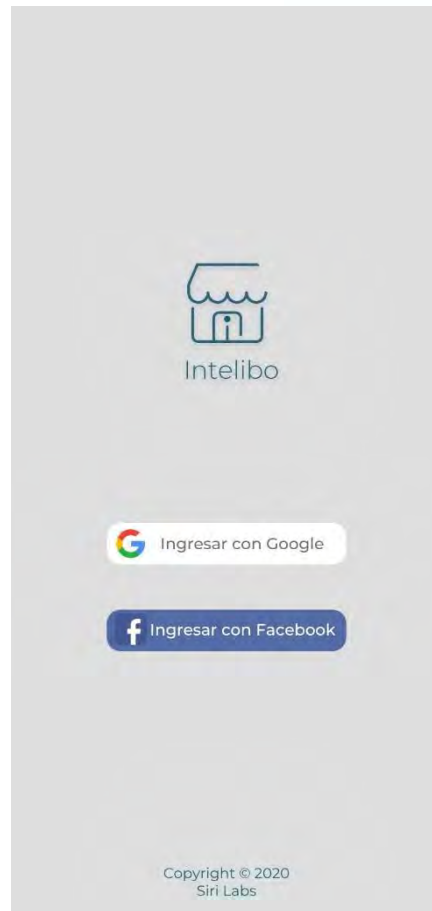 Intelibo
Ingresar con Google
Ingresar con Facebook
Copyright © 2020
Siri Labs